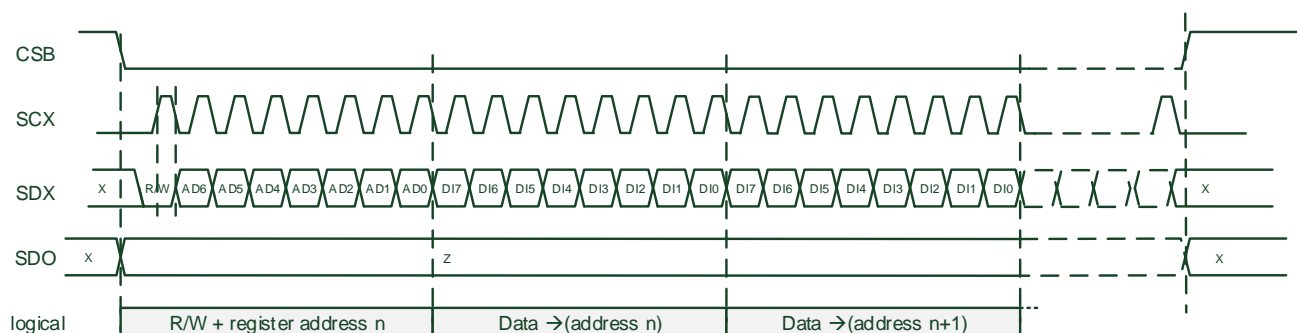 CSB
SCX
SDX X R/W AD6 AD5 AD4 AD3 AD2 AD1 AD0 DI7 DI6 DI5 DI4 DI3 DI2 DI1 DI0 DI7 DI6 DI5 DI4 DI3 DI2 DI1 DI0 X
SDO X Z X
logical R/W + register address n Data →(address n) Data →(address n+1)